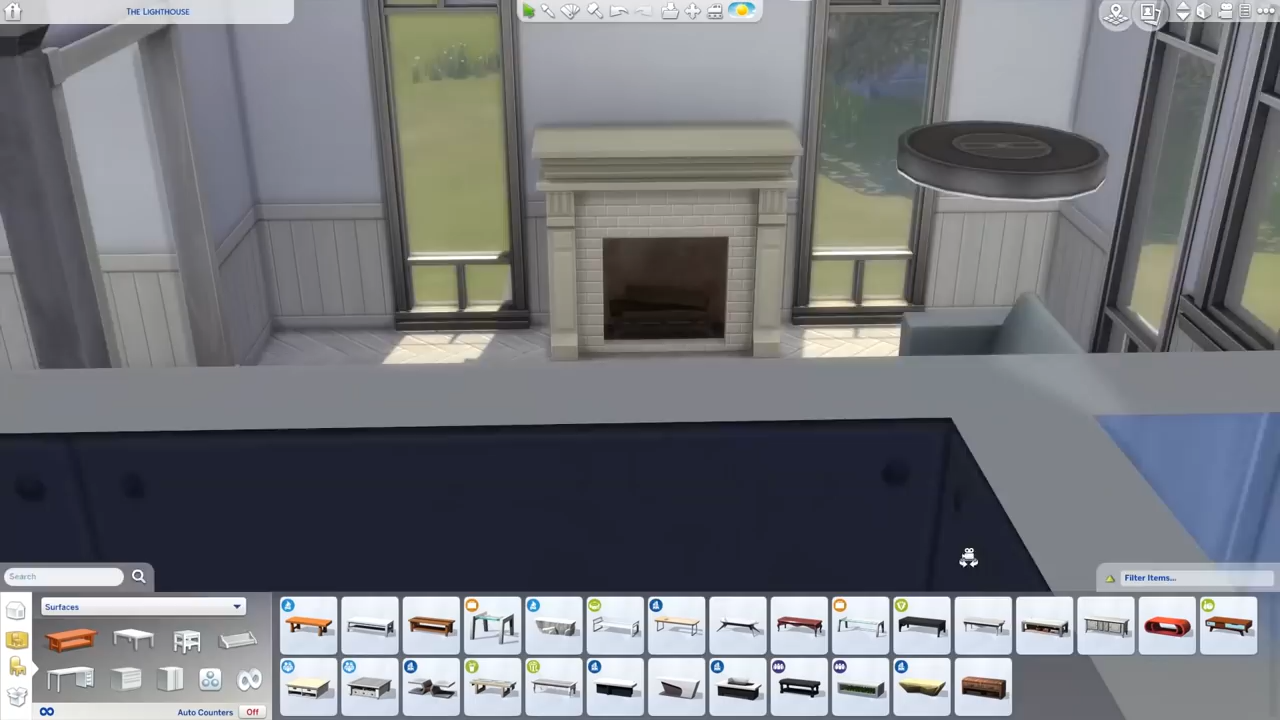 THE LIGHTHOUSE
Search
Filter Items...
Surfaces
Auto Counters
Off